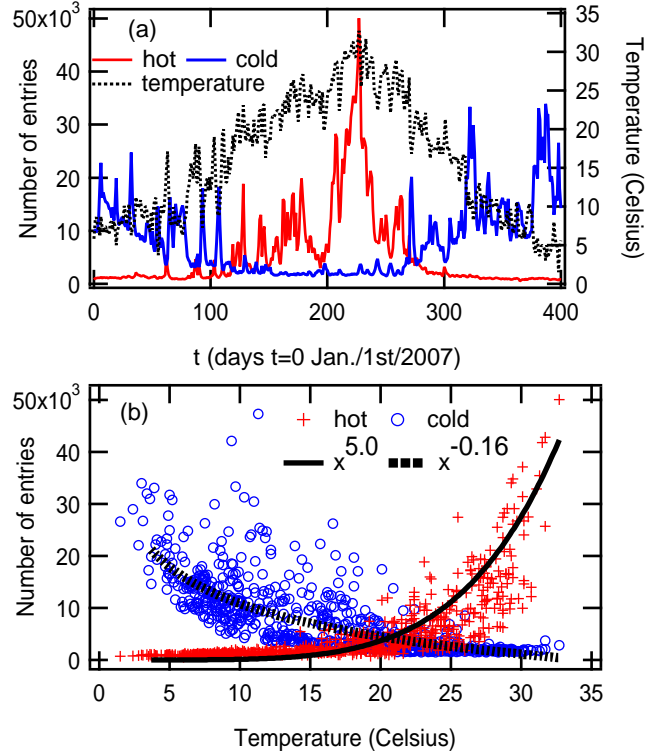 (a)
hot cold
temperature
50x10³
40
30
20
10
0
Number of entries
35
30
25
20
15
10
5
0
Temperature (Celsius)
0 100 200 300 400
t (days t=0 Jan./1st/2007)
(b)
hot cold
x^5.0 x^-0.16
50x10³
40
30
20
10
0
Number of entries
0 5 10 15 20 25 30 35
Temperature (Celsius)